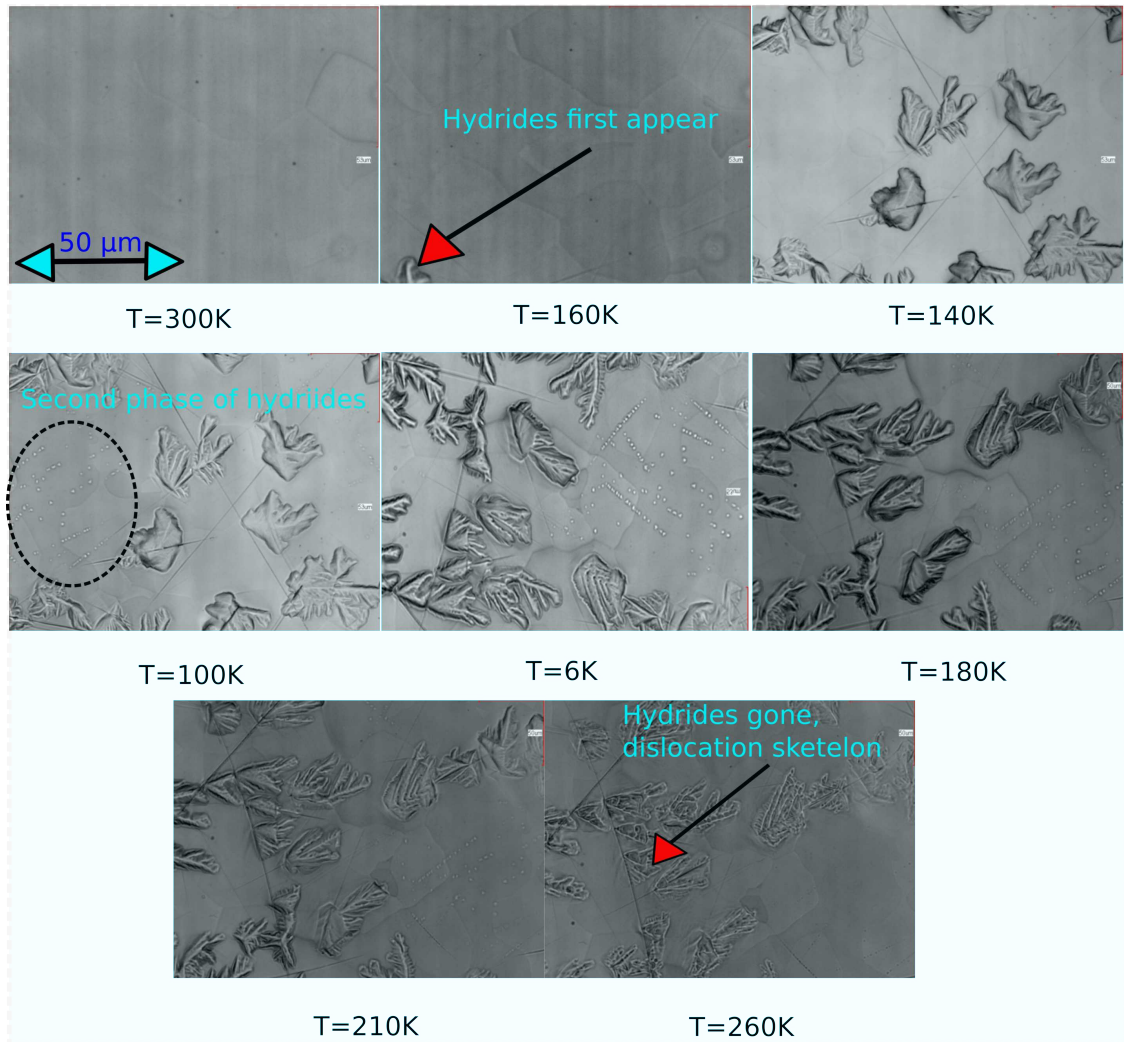 50 μm
Hydrides first appear
T=300K
T=160K
T=140K
Second phase of hydriides
T=100K
T=6K
T=180K
Hydrides gone,
dislocation sketelon
T=210K
T=260K